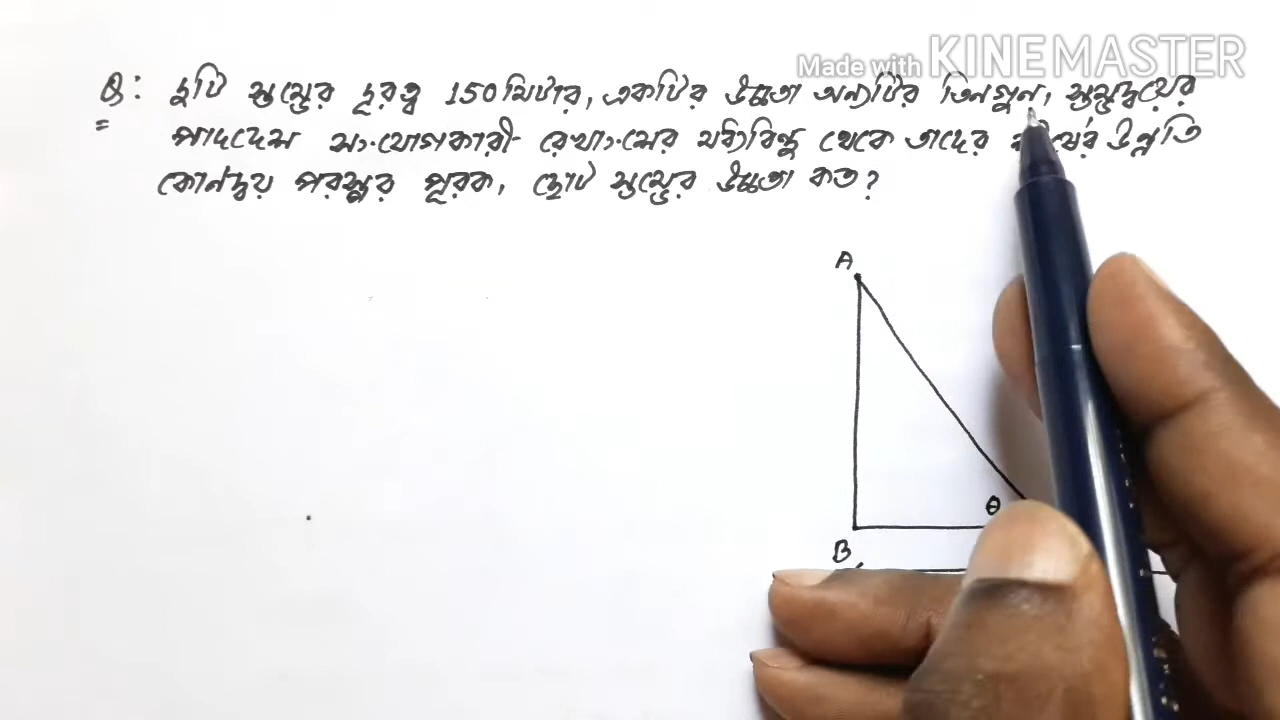 Made with KINEMASTER
Q: দুটি স্তম্ভের দূরত্ব 150 মিটার, একটির উচ্চতা অন্যটির তিনগুন, স্তম্ভদ্বয়ের
পাদদেশ সংযোগকারী রেখাংশের মধ্যবিন্দু থেকে তাদের উন্নতি
কোনদ্বয় পরস্পর পূরক, ছোট স্তম্ভের উচ্চতা কত?
A
θ
B